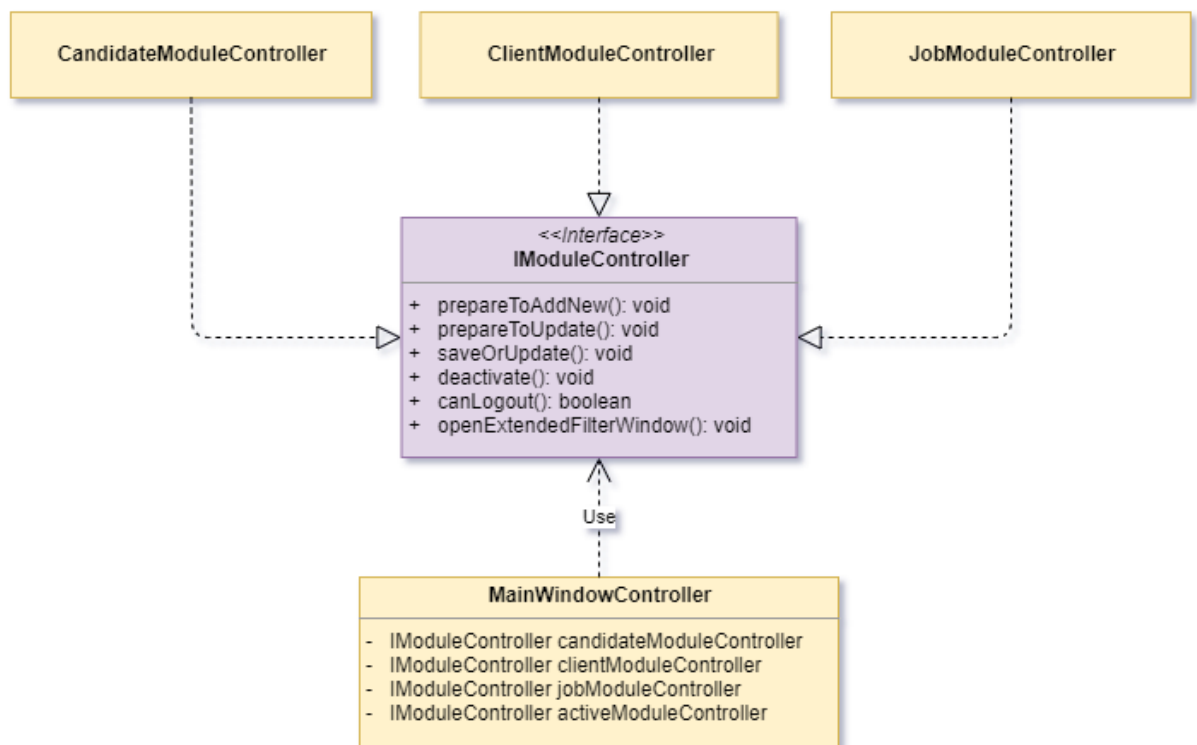 CandidateModuleController
ClientModuleController
JobModuleController
<<Interface>>
IModuleController
+ prepareToAddNew(): void
+ prepareToUpdate(): void
+ saveOrUpdate(): void
+ deactivate(): void
+ canLogout(): boolean
+ openExtendedFilterWindow(): void
Use
MainWindowController
- IModuleController candidateModuleController
- IModuleController clientModuleController
- IModuleController jobModuleController
- IModuleController activeModuleController